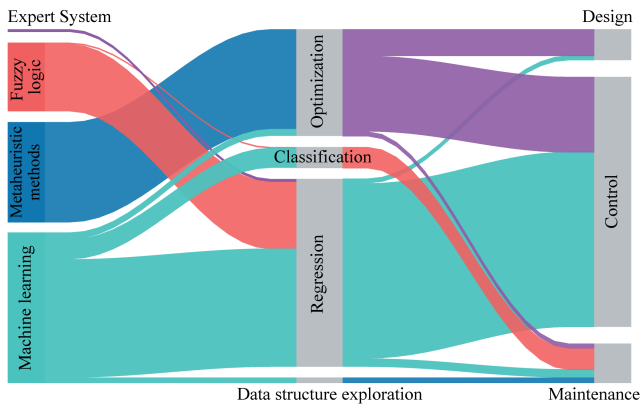 Expert System
Design
Fuzzy
logic
Metaheuristic
methods
Machine learning
Optimization
Classification
Regression
Control
Data structure exploration
Maintenance